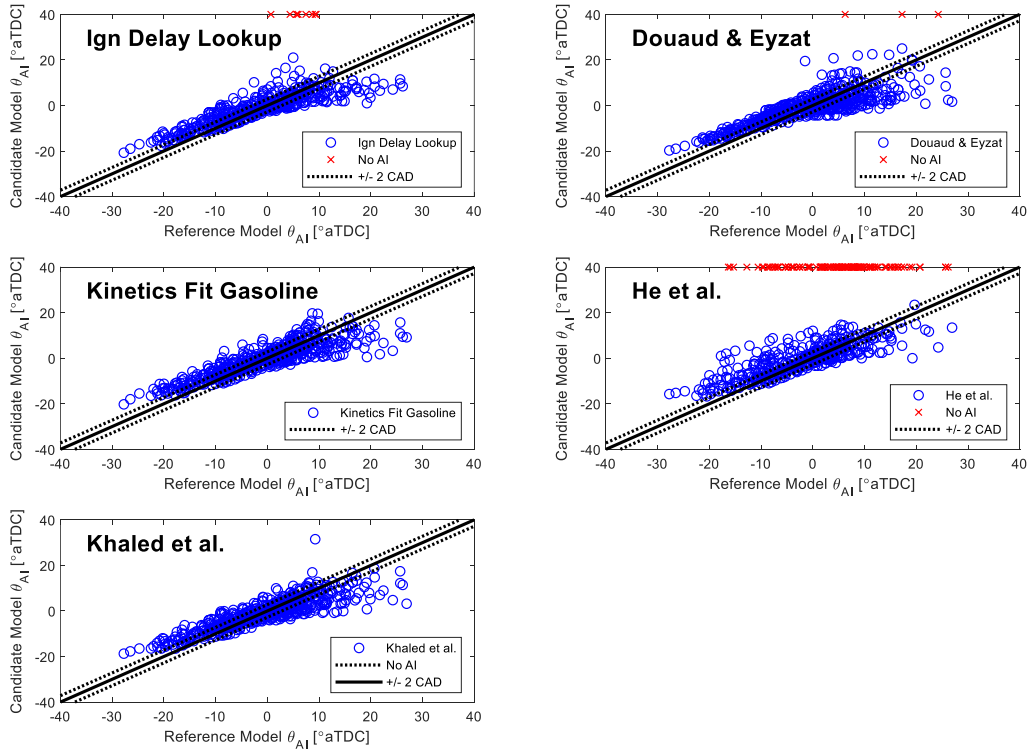 Ign Delay Lookup
Candidate Model θAI [°aTDC]
40
20
0
-20
-40
Ign Delay Lookup
No AI
+/- 2 CAD
-40 -30 -20 -10 0 10 20 30 40
Reference Model θAI [°aTDC]
Douaud & Eyzat
Candidate Model θAI [°aTDC]
40
20
0
-20
-40
Douaud & Eyzat
No AI
+/- 2 CAD
-40 -30 -20 -10 0 10 20 30 40
Reference Model θAI [°aTDC]
Kinetics Fit Gasoline
Candidate Model θAI [°aTDC]
40
20
0
-20
-40
Kinetics Fit Gasoline
+/- 2 CAD
-40 -30 -20 -10 0 10 20 30 40
Reference Model θAI [°aTDC]
He et al.
Candidate Model θAI [°aTDC]
40
20
0
-20
-40
He et al.
No AI
+/- 2 CAD
-40 -30 -20 -10 0 10 20 30 40
Reference Model θAI [°aTDC]
Khaled et al.
Candidate Model θAI [°aTDC]
40
20
0
-20
-40
Khaled et al.
No AI
+/- 2 CAD
-40 -30 -20 -10 0 10 20 30 40
Reference Model θAI [°aTDC]